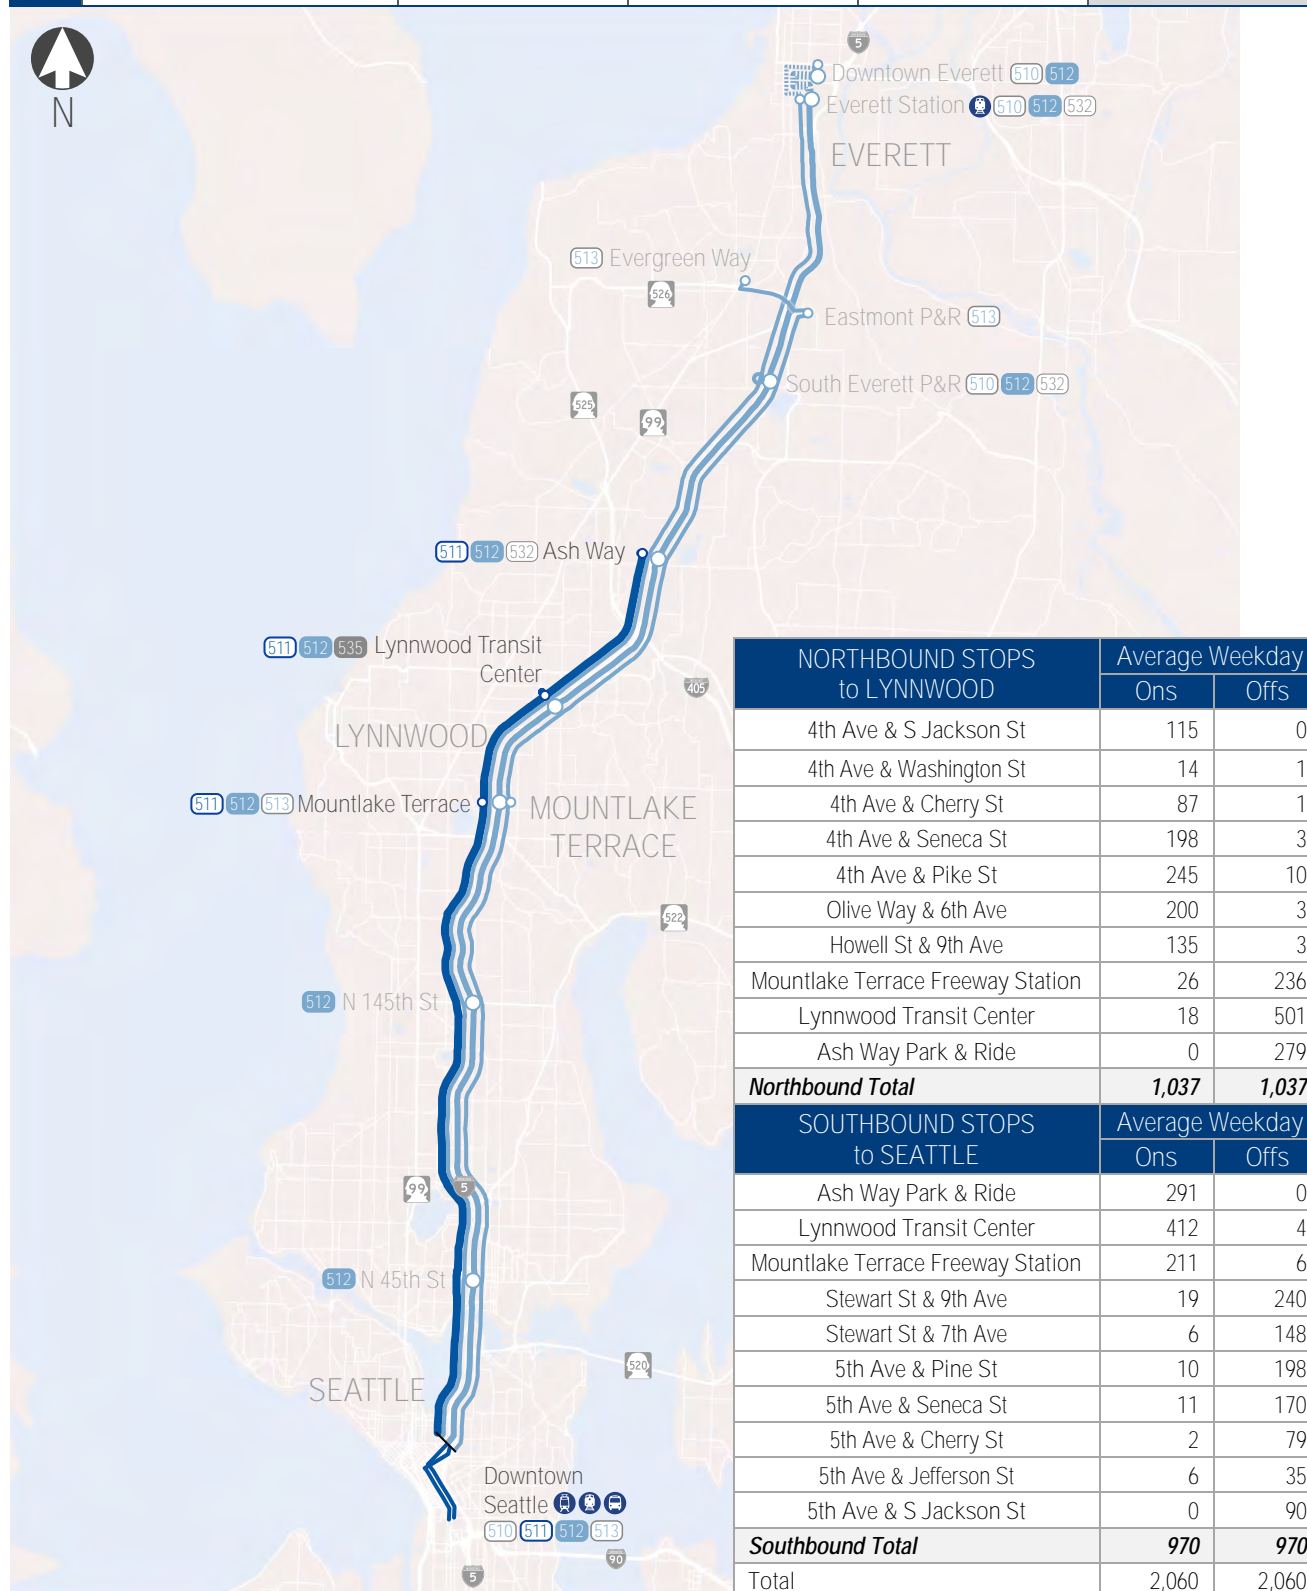 N
5
Downtown Everett 510 512
Everett Station 510 512 532
EVERETT
513 Evergreen Way
526
Eastmont P&R 513
South Everett P&R 510 512 532
525
99
511 512 532 Ash Way
511 512 535 Lynnwood Transit
Center
405
LYNNWOOD
511 512 513 Mountlake Terrace
MOUNTLAKE
TERRACE
522
512 N 145th St
99
5
512 N 45th St
520
SEATTLE
Downtown
Seattle
510 511 512 513
90
5
NORTHBOUND STOPS
to LYNNWOOD
Average Weekday
Ons Offs
4th Ave & S Jackson St 115 0
4th Ave & Washington St 14 1
4th Ave & Cherry St 87 1
4th Ave & Seneca St 198 3
4th Ave & Pike St 245 10
Olive Way & 6th Ave 200 3
Howell St & 9th Ave 135 3
Mountlake Terrace Freeway Station 26 236
Lynnwood Transit Center 18 501
Ash Way Park & Ride 0 279
Northbound Total 1,037 1,037
SOUTHBOUND STOPS
to SEATTLE
Average Weekday
Ons Offs
Ash Way Park & Ride 291 0
Lynnwood Transit Center 412 4
Mountlake Terrace Freeway Station 211 6
Stewart St & 9th Ave 19 240
Stewart St & 7th Ave 6 148
5th Ave & Pine St 10 198
5th Ave & Seneca St 11 170
5th Ave & Cherry St 2 79
5th Ave & Jefferson St 6 35
5th Ave & S Jackson St 0 90
Southbound Total 970 970
Total 2,060 2,060